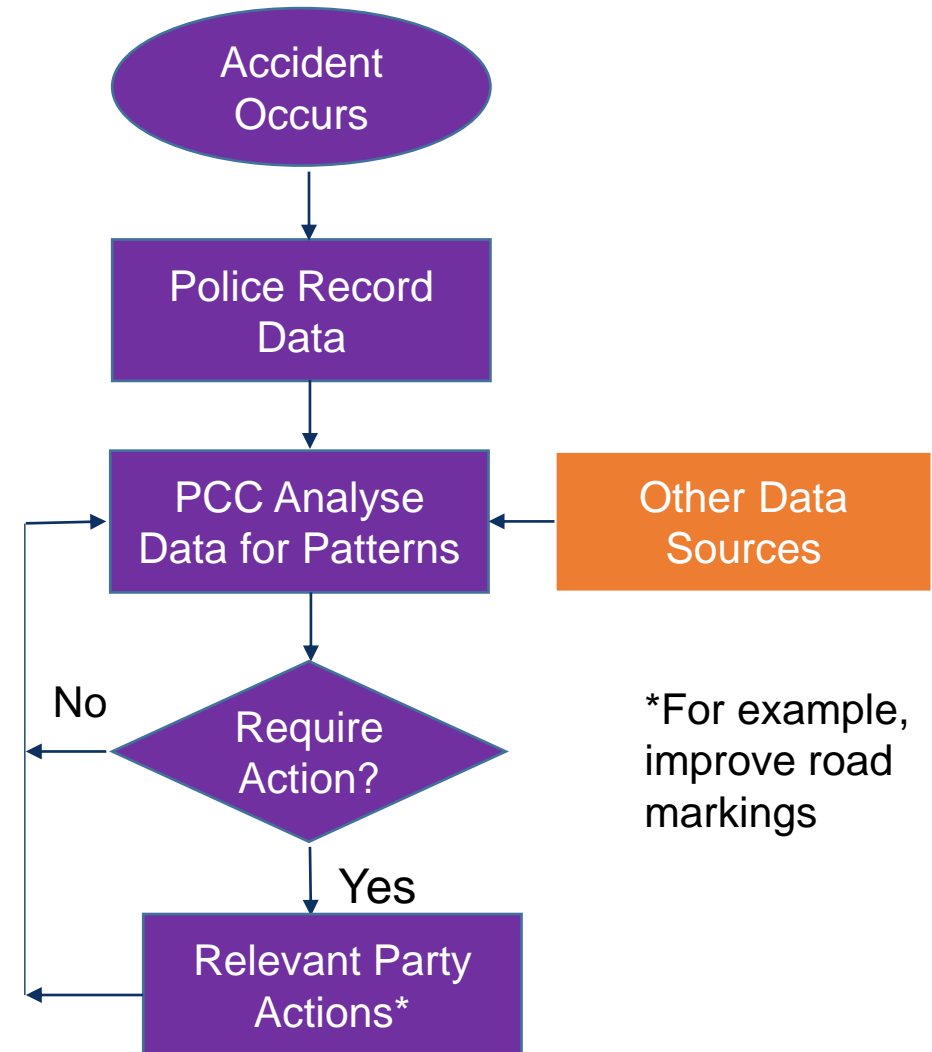 Accident
Occurs
Police Record
Data
PCC Analyse
Data for Patterns
Other Data
Sources
No
Require
Action?
*For example,
improve road
markings
Yes
Relevant Party
Actions*